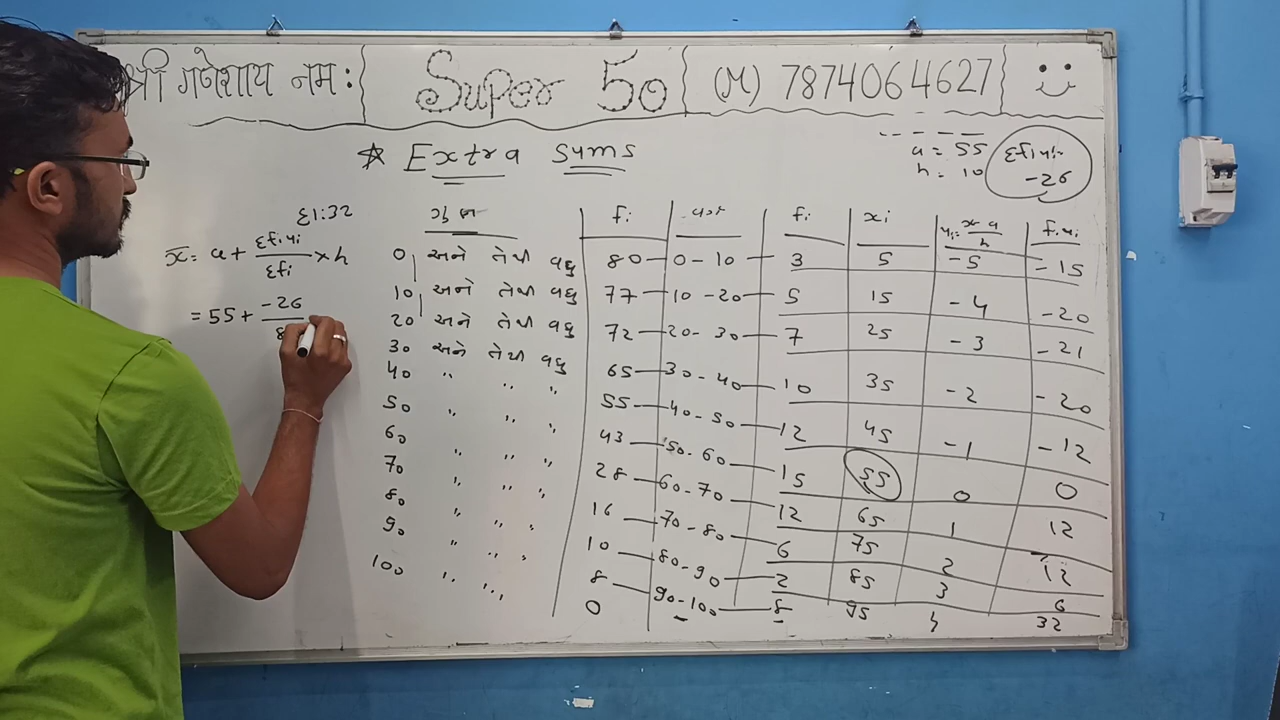 श्री गणेशाय नमः Super 50 (M) 7874064627
☆ Extra Sums
a = 55
h = 10
Σfiui -26
Σ1:32
x̄ = a + Σfiui/Σfi × h
= 55 + -26/8
fi fi xi ui = xi-a/h fiui
0 અને તેથી વધુ 80 0 - 10 3 5 -5 -15
10 અને તેથી વધુ 77 10 - 20 5 15 -4 -20
20 અને તેથી વધુ 72 20 - 30 7 25 -3 -21
30 અને તેથી વધુ 65 30 - 40 10 35 -2 -20
40 " " " 55 40 - 50 12 45 -1 -12
50 " " " 43 50 - 60 15 55 0 0
60 " " " 28 60 - 70 12 65 1 12
70 " " " 16 70 - 80 6 75 2 12
80 " " " 10 80 - 90 2 85 3 6
90 " " " 8 90 - 100 8 95 4 32
100 " " " 0